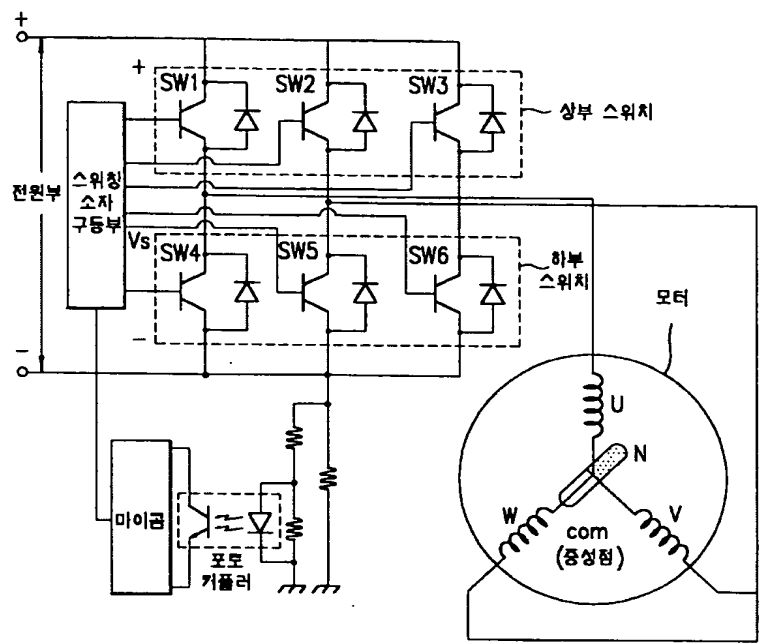 +
+
SW1
SW2
SW3
상부 스위치
전원부
스위칭
소자
구동부
Vs
SW4
SW5
SW6
하부
스위치
−
−
모터
U
N
W
V
com
(중성점)
마이콤
포토
커플러